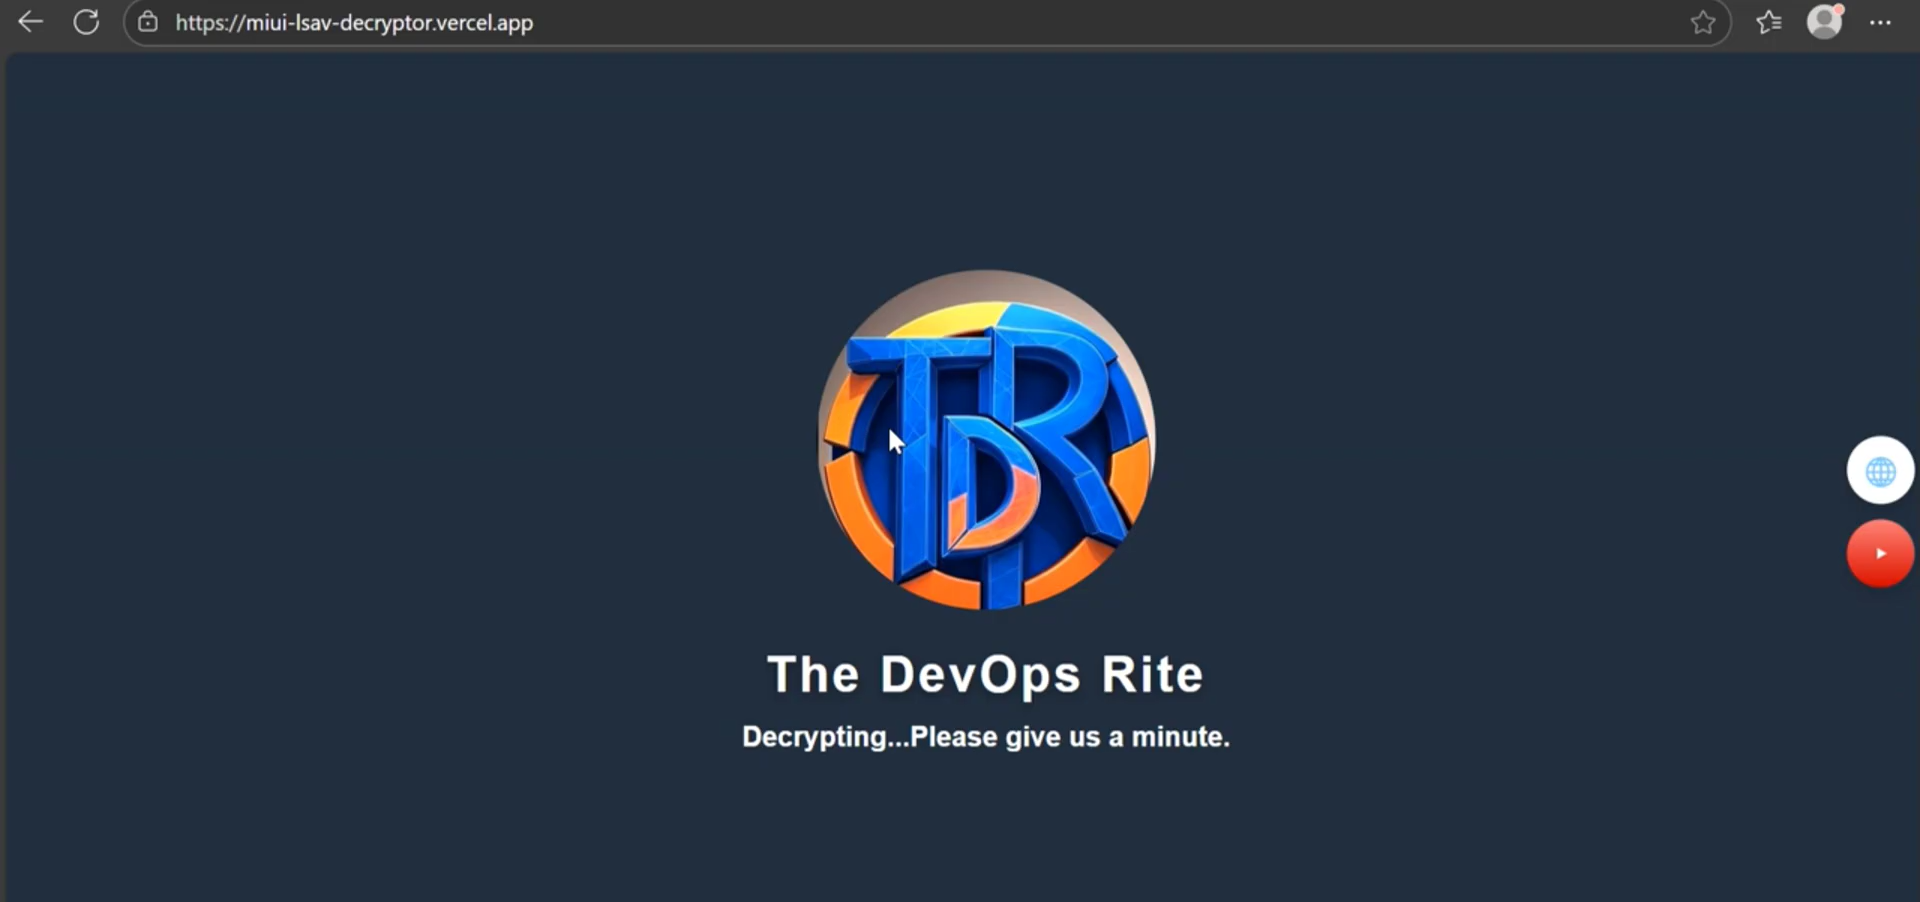 https://miui-lsav-decryptor.vercel.app
TDR
The DevOps Rite
Decrypting...Please give us a minute.